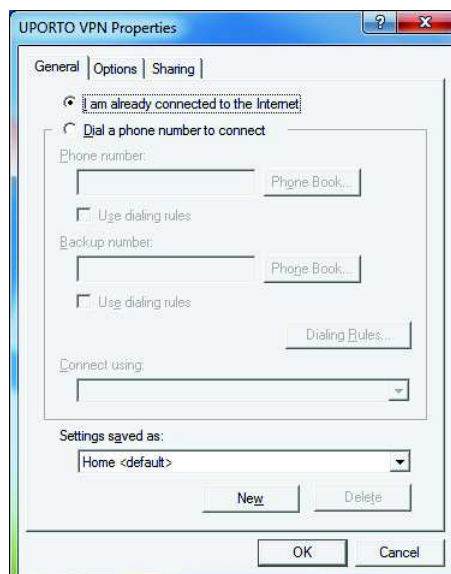 UPORTO VPN Properties
General Options Sharing
I am already connected to the Internet
Dial a phone number to connect
Phone number:
Phone Book...
Use dialing rules
Backup number:
Phone Book...
Use dialing rules
Dialing Rules...
Connect using:
Settings saved as:
Home <default>
New Delete
OK Cancel